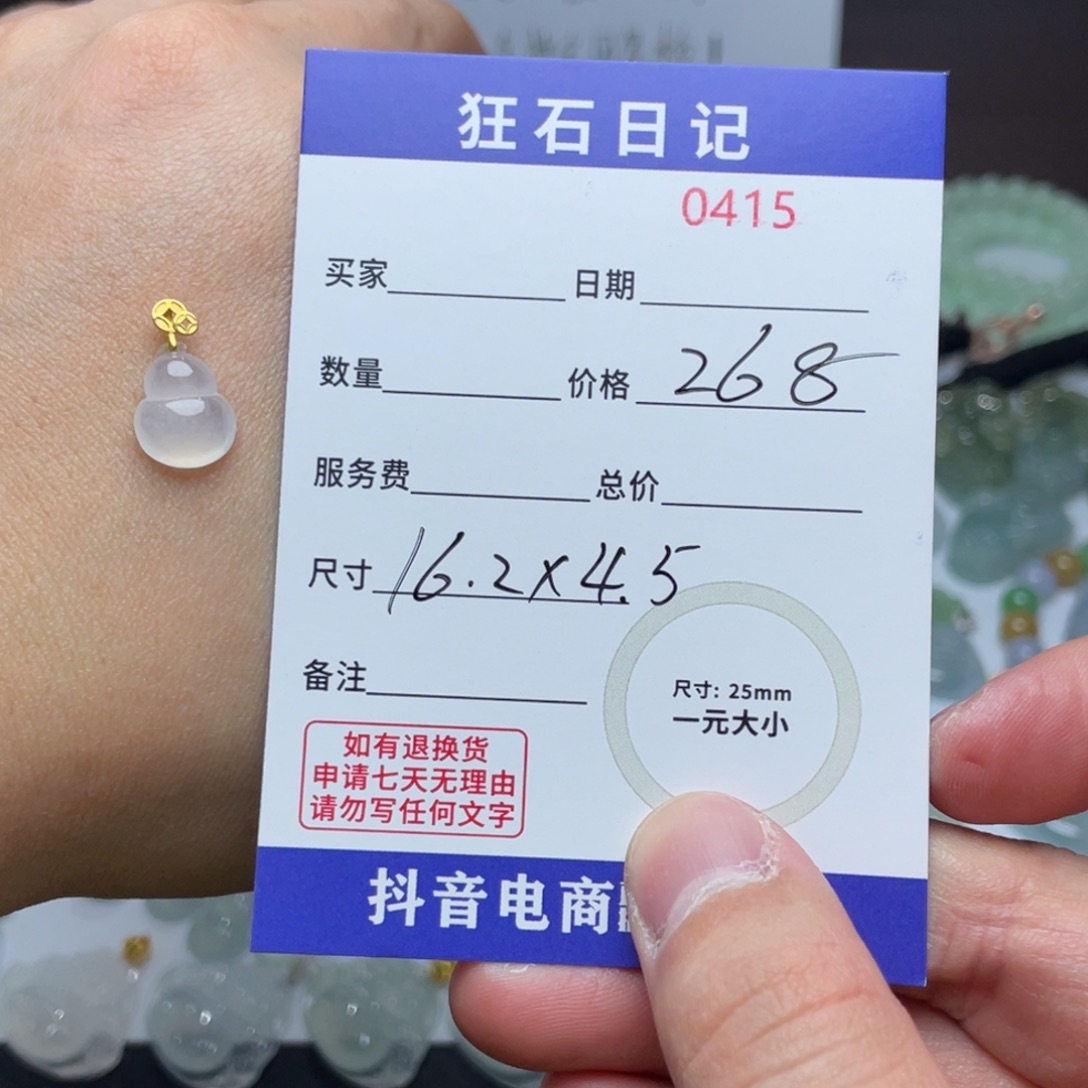 狂石日记
0415
买家 日期
数量 价格 268
服务费 总价
尺寸 16.2×4.5
备注
尺寸: 25mm
一元大小
如有退换货
申请七天无理由
请勿写任何文字
抖音电商